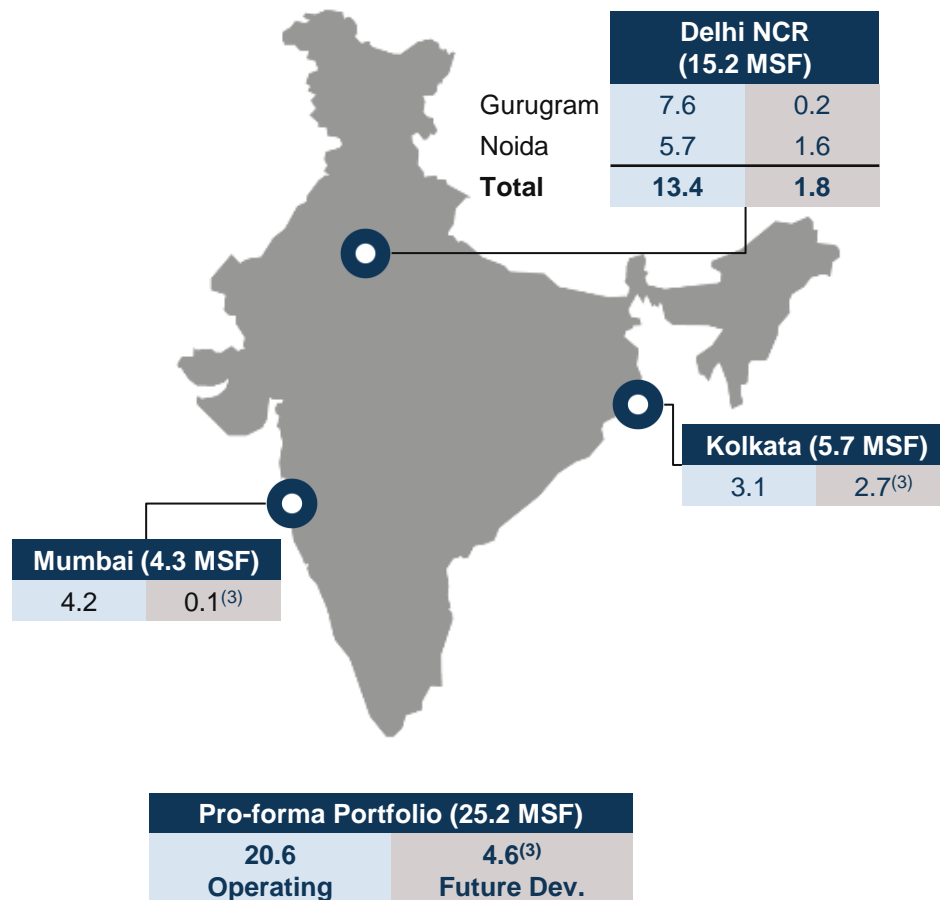 Delhi NCR
(15.2 MSF)
Gurugram 7.6 0.2
Noida 5.7 1.6
Total 13.4 1.8
Kolkata (5.7 MSF)
3.1 2.7(3)
Mumbai (4.3 MSF)
4.2 0.1(3)
Pro-forma Portfolio (25.2 MSF)
20.6 4.6(3)
Operating Future Dev.